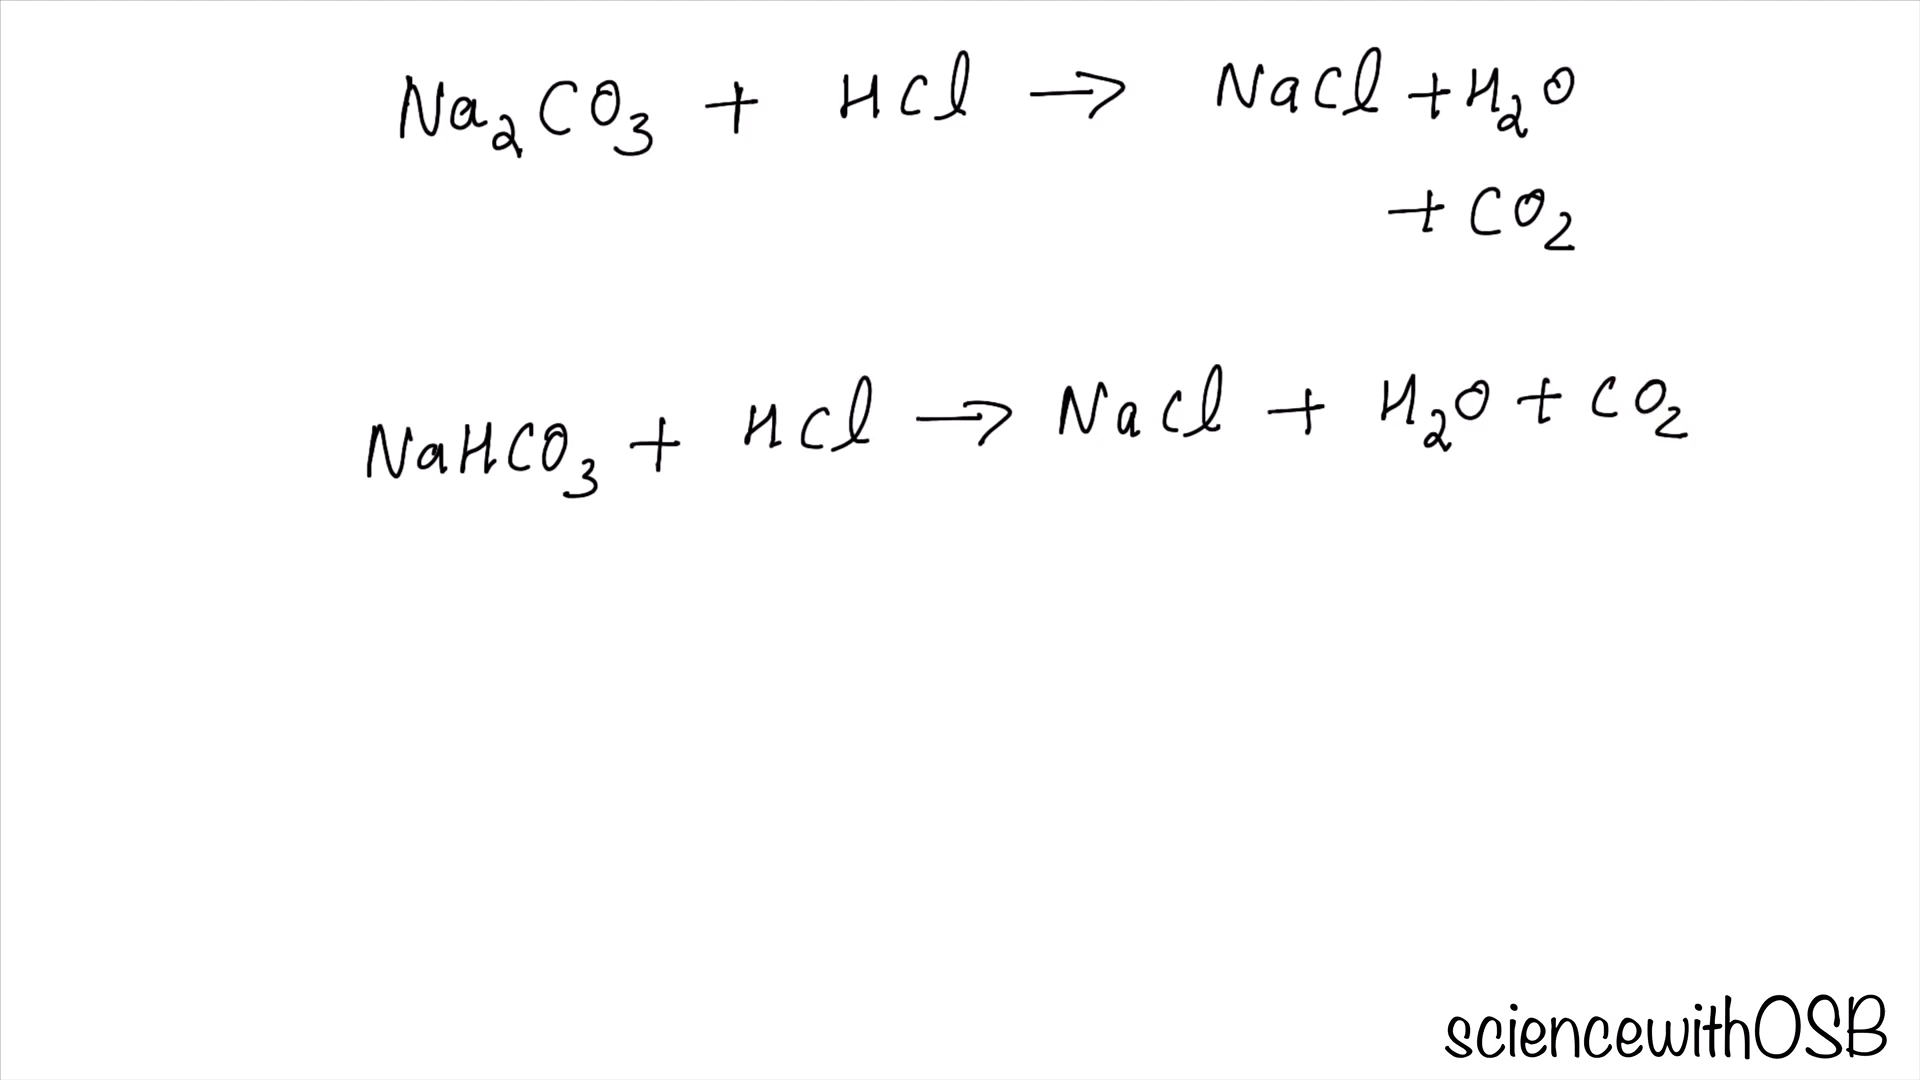 Na₂CO₃ + HCl → NaCl + H₂O
+ CO₂
NaHCO₃ + HCl → NaCl + H₂O + CO₂
sciencewithOSB